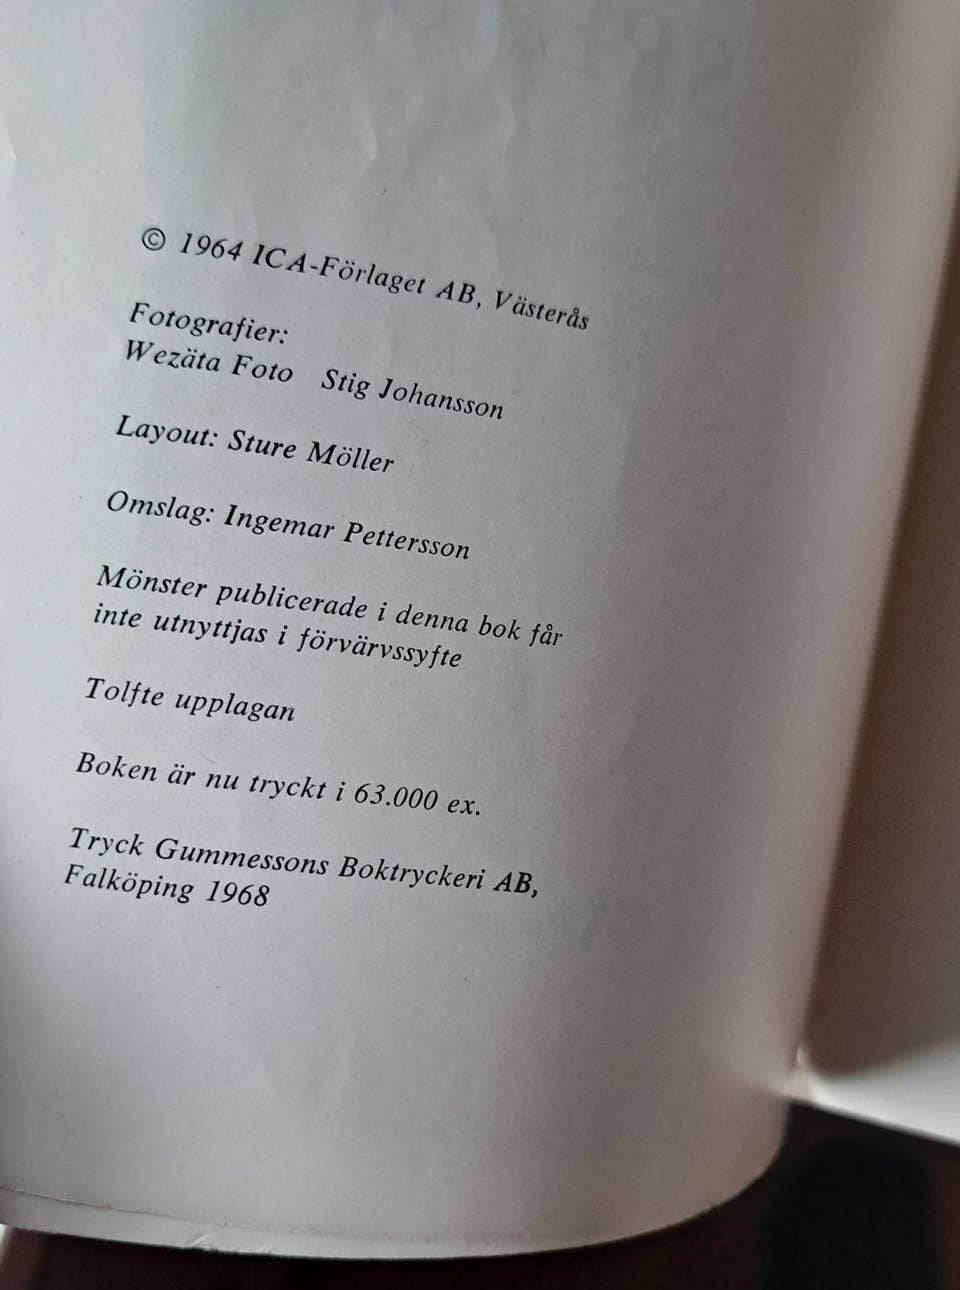 © 1964 ICA-Förlaget AB, Västerås
Fotografier:
Wezäta Foto Stig Johansson
Layout: Sture Möller
Omslag: Ingemar Pettersson
Mönster publicerade i denna bok får
inte utnyttjas i förvärvssyfte
Tolfte upplagan
Boken är nu tryckt i 63.000 ex.
Tryck Gummessons Boktryckeri AB,
Falköping 1968